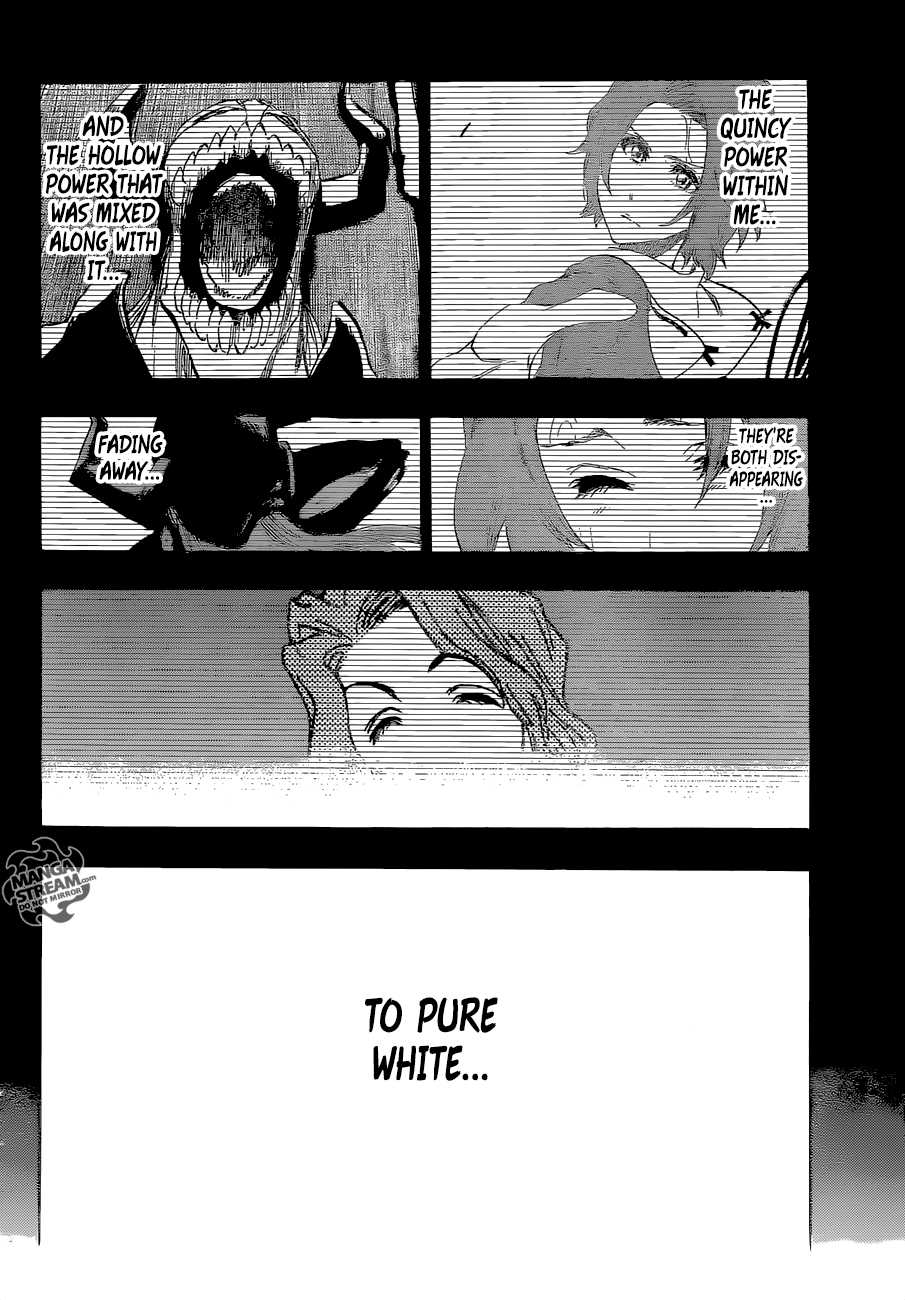 THE
QUINCY
POWER
WITHIN
ME...
AND
THE HOLLOW
POWER THAT
WAS MIXED
ALONG WITH
IT...
THEY'RE
BOTH DIS-
APPEARING
...
FADING
AWAY...
MANGA
STREAM.com
DO NOT MIRROR
TO PURE
WHITE...